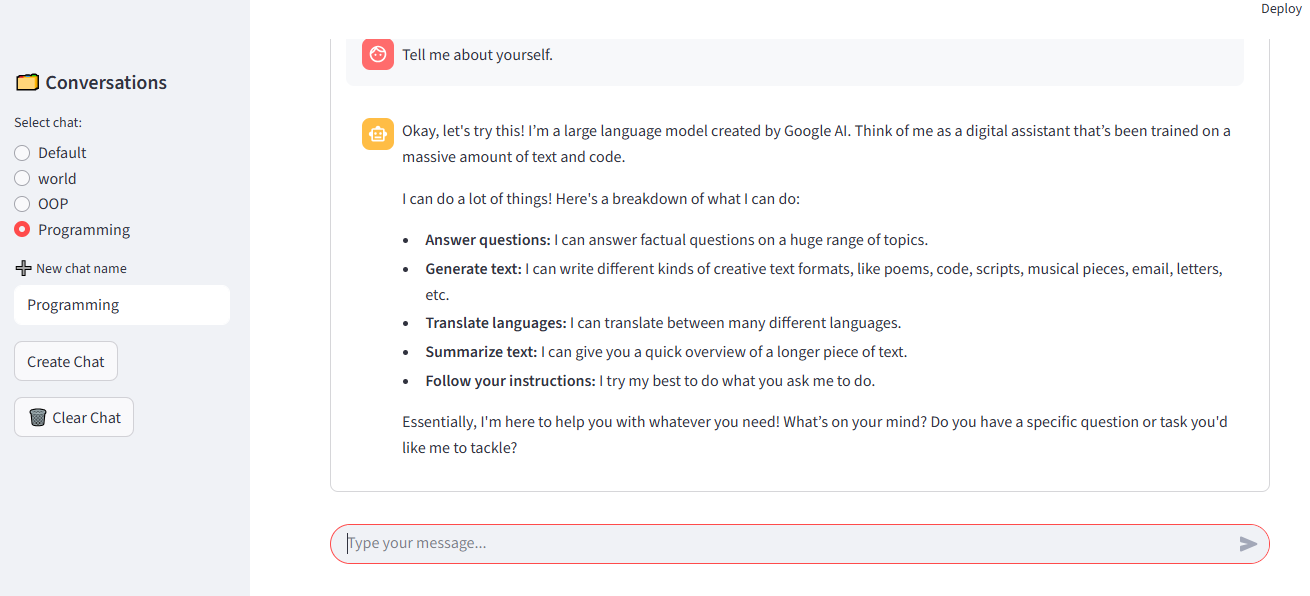 Deploy
Conversations
Select chat:
Default
world
OOP
Programming
New chat name
Programming
Create Chat
Clear Chat
Tell me about yourself.
Okay, let's try this! I’m a large language model created by Google AI. Think of me as a digital assistant that’s been trained on a
massive amount of text and code.
I can do a lot of things! Here's a breakdown of what I can do:
• Answer questions: I can answer factual questions on a huge range of topics.
• Generate text: I can write different kinds of creative text formats, like poems, code, scripts, musical pieces, email, letters,
etc.
• Translate languages: I can translate between many different languages.
• Summarize text: I can give you a quick overview of a longer piece of text.
• Follow your instructions: I try my best to do what you ask me to do.
Essentially, I'm here to help you with whatever you need! What’s on your mind? Do you have a specific question or task you'd
like me to tackle?
Type your message...